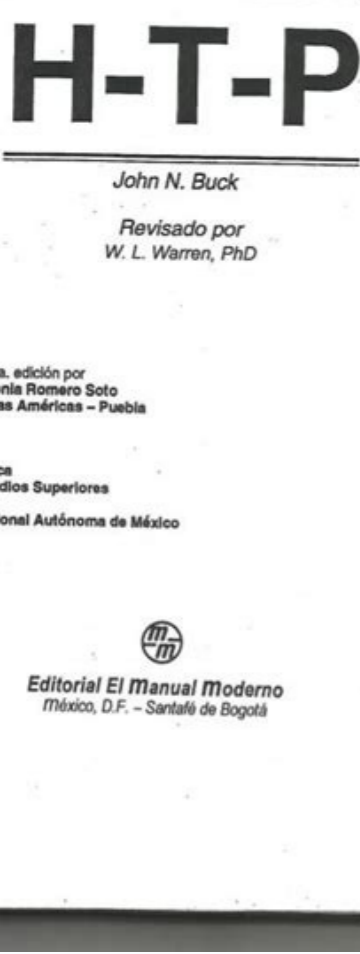 H-T-P
John N. Buck
Revisado por
W. L. Warren, PhD
a. edición por
nia Romero Soto
as Américas – Puebla
ca
dios Superiores
onal Autónoma de México
m m
Editorial El Manual Moderno
México, D.F. – Santafé de Bogotá